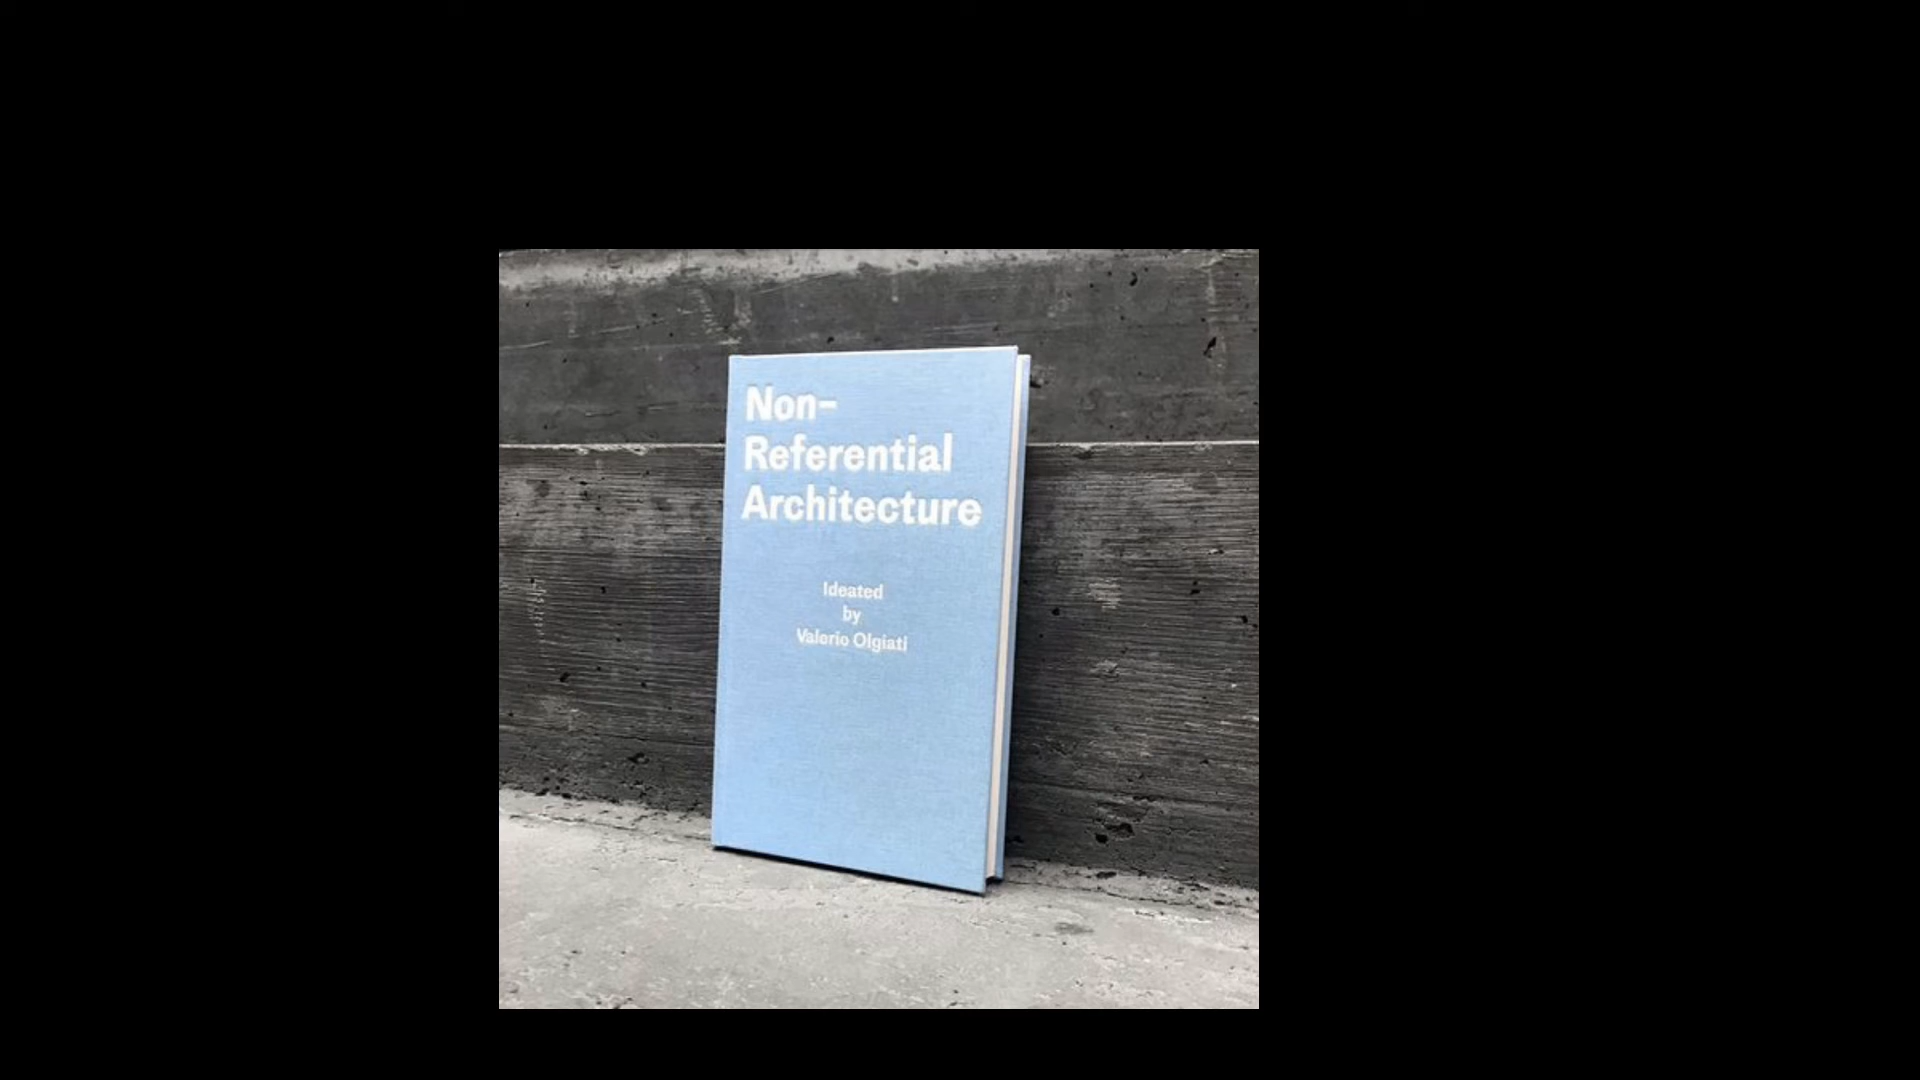 Non-
Referential
Architecture
Ideated
by
Valerio Olgiati